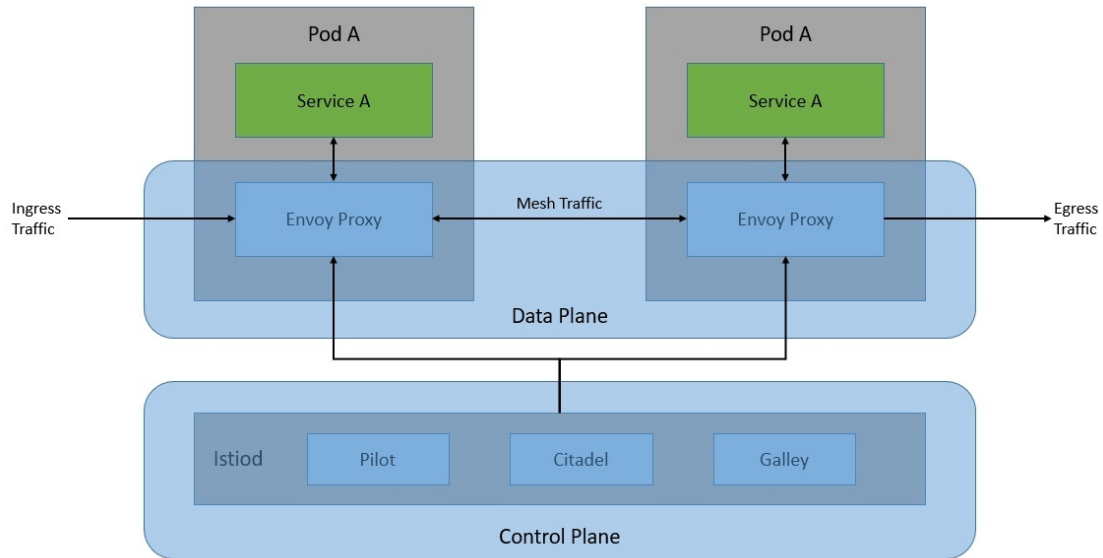 Pod A
Pod A
Service A
Service A
Ingress
Traffic
Envoy Proxy
Mesh Traffic
Envoy Proxy
Egress
Traffic
Data Plane
Istiod
Pilot
Citadel
Galley
Control Plane